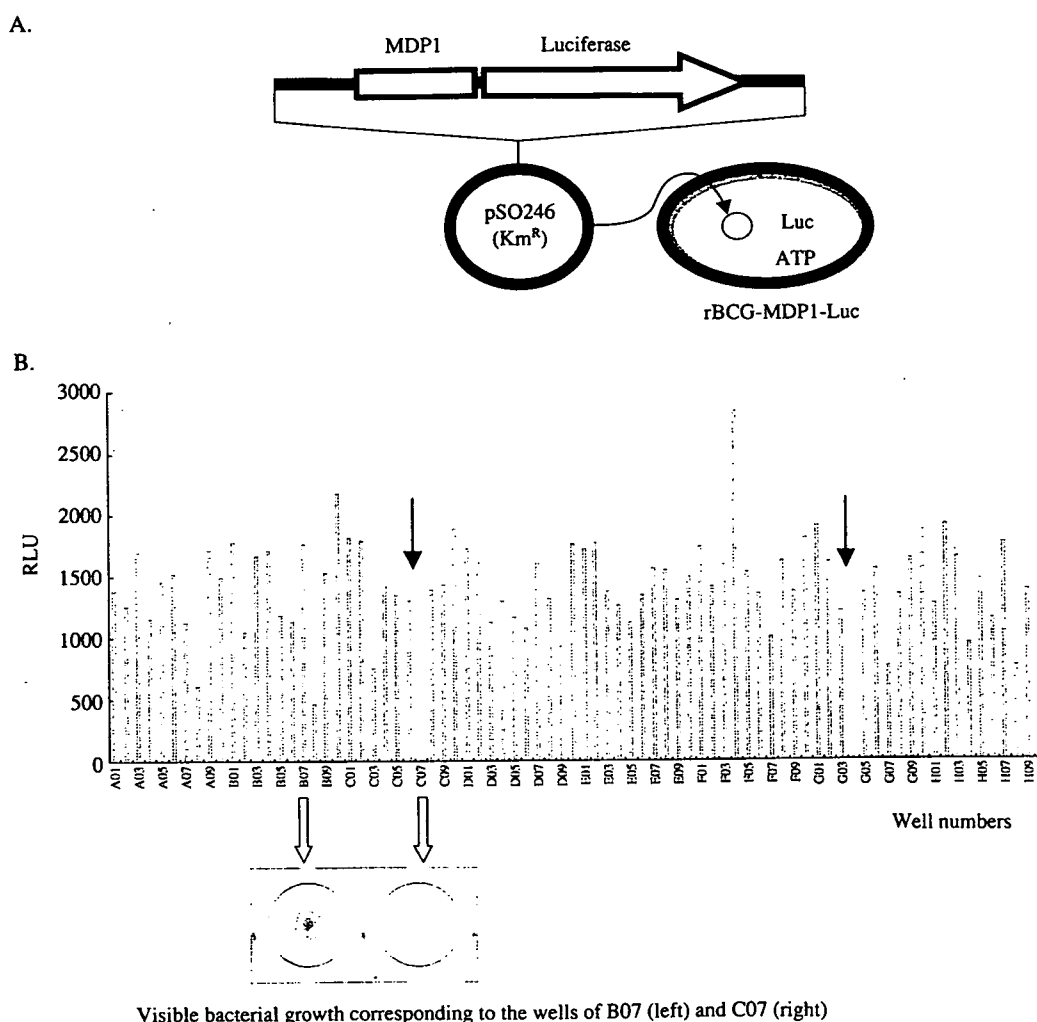 A.
MDP1 Luciferase
pSO246
(Km^R)
Luc
ATP
rBCG-MDP1-Luc
B.
3000
2500
2000
1500
1000
500
0
RLU
A01 A03 A05 A07 A09 B01 B03 B05 B07 B09 C01 C03 C05 C07 C09 D01 D03 D05 D07 D09 E01 E03 E05 E07 E09 F01 F03 F05 F07 F09 G01 G03 G05 G07 G09 H01 H03 H05 H07 H09
Well numbers
Visible bacterial growth corresponding to the wells of B07 (left) and C07 (right)